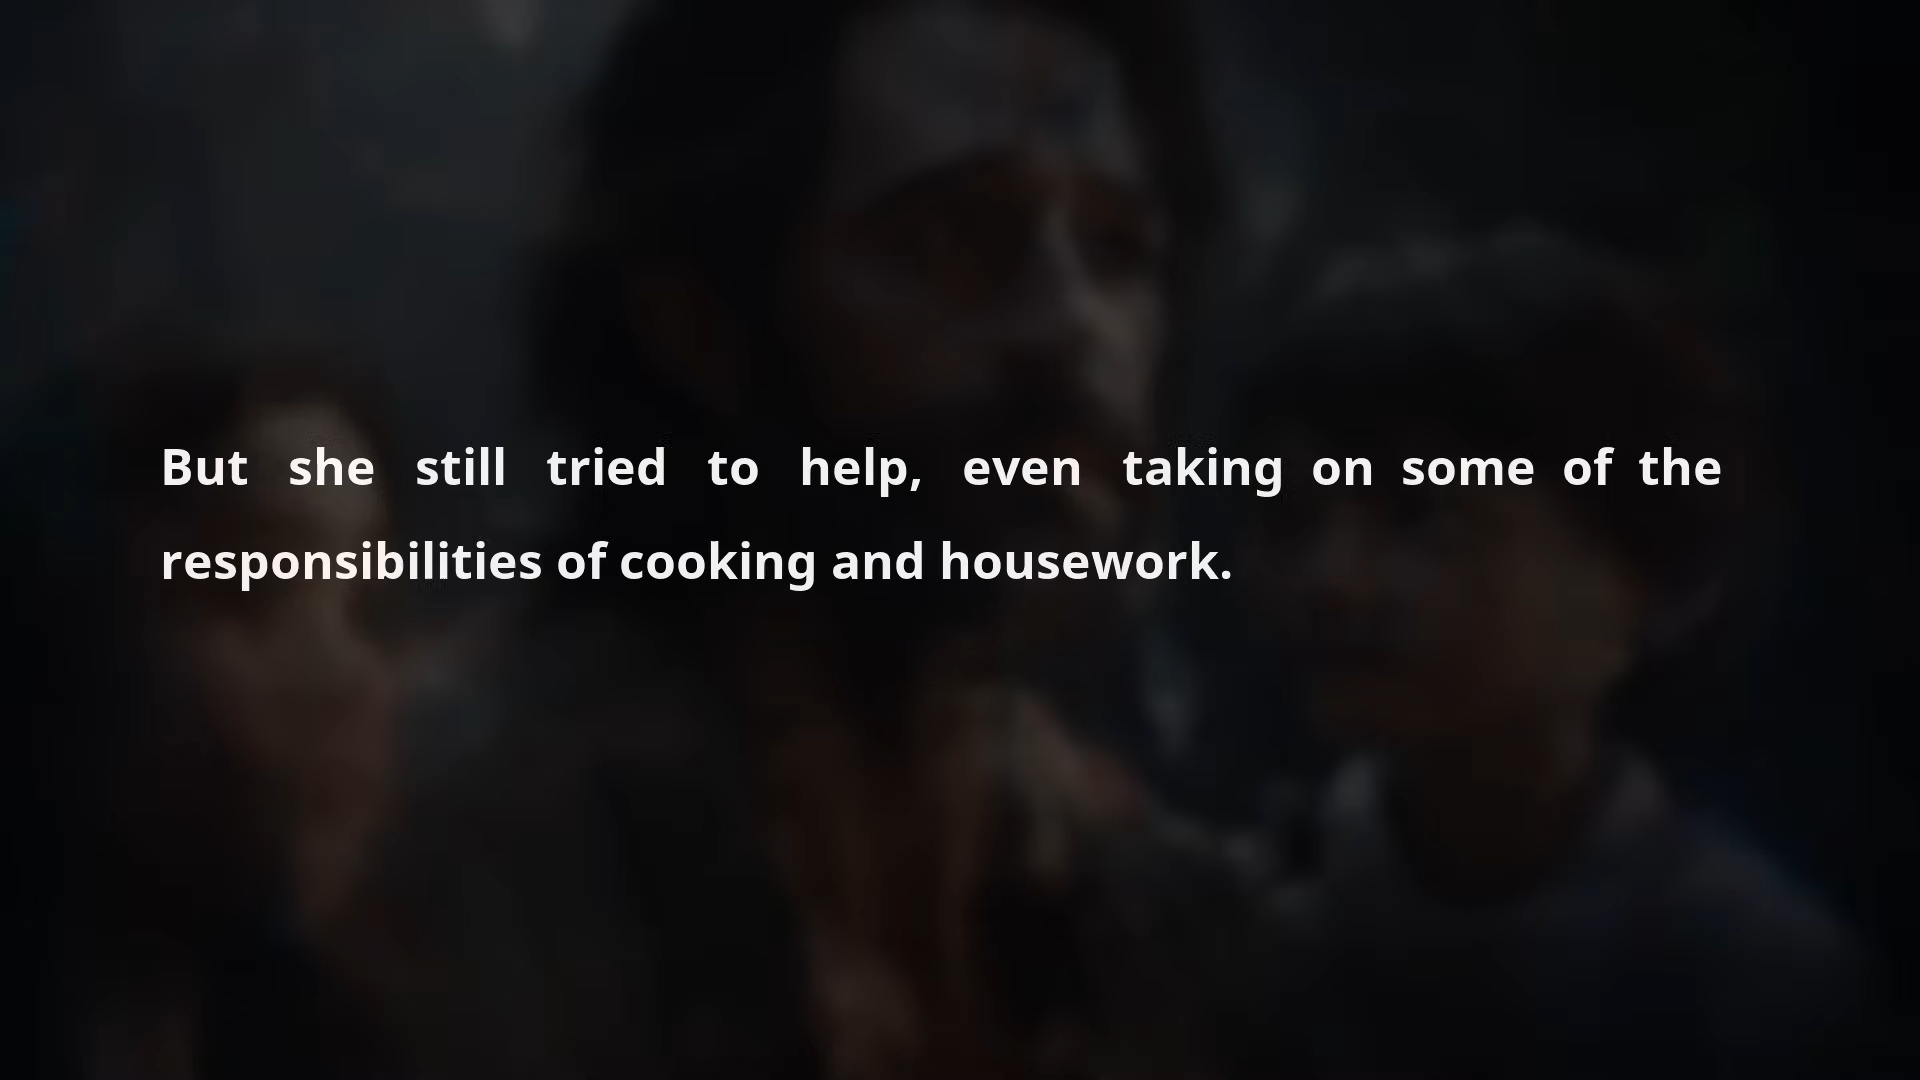 But she still tried to help, even taking on some of the
responsibilities of cooking and housework.